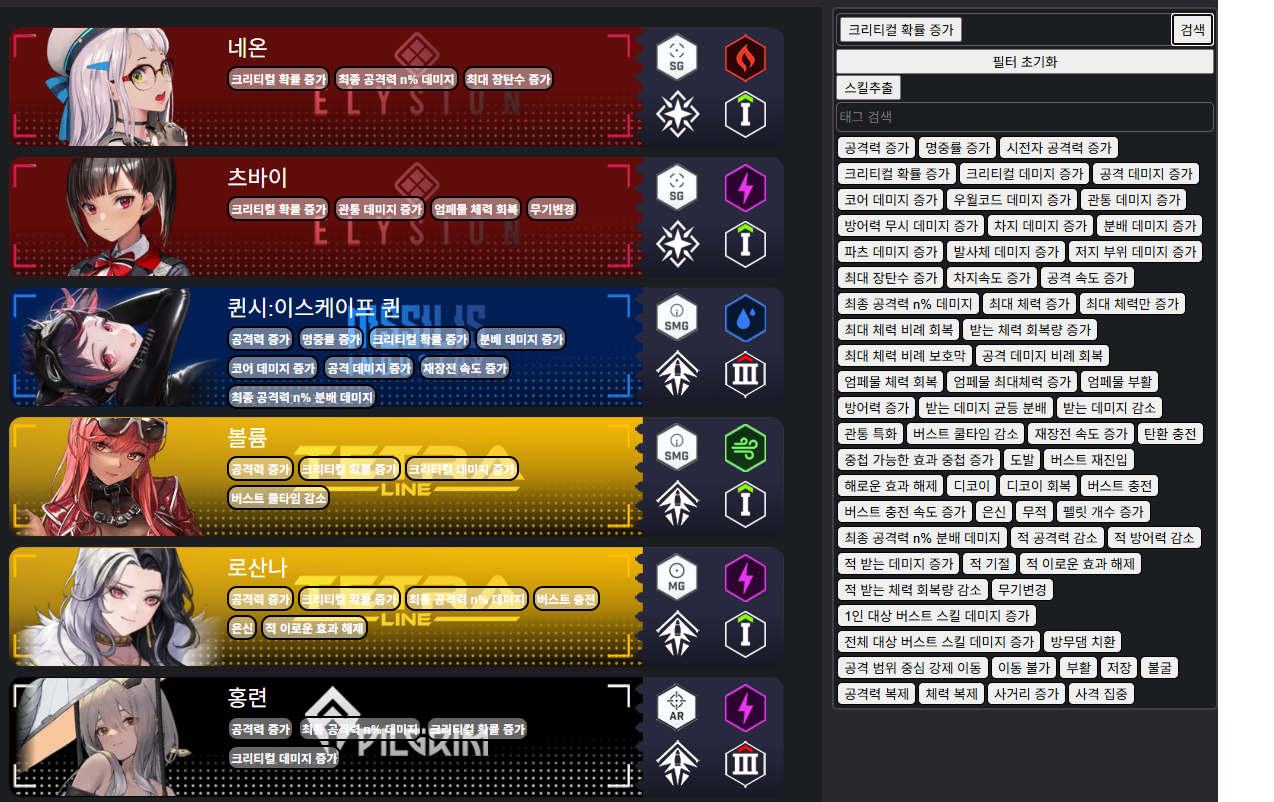 네온
크리티컬 확률 증가 최종 공격력 n% 데미지 최대 장탄수 증가
ELYSION
SG
I
츠바이
크리티컬 확률 증가 관통 데미지 증가 엄폐물 체력 회복 무기변경
ELYSION
SG
I
퀸시:이스케이프 퀸
공격력 증가 명중률 증가 크리티컬 확률 증가 분배 데미지 증가
코어 데미지 증가 공격 데미지 증가 재장전 속도 증가
최종 공격력 n% 분배 데미지
MISSILIS
INDUSTRY
SMG
III
볼륨
공격력 증가 크리티컬 확률 증가 크리티컬 데미지 증가
버스트 쿨타임 감소
TETRA
LINE
SMG
I
로산나
공격력 증가 크리티컬 확률 증가 최종 공격력 n% 데미지 버스트 충전
은신 적 이로운 효과 해제
TETRA
LINE
MG
I
홍련
공격력 증가 최종 공격력 n% 데미지 크리티컬 확률 증가
크리티컬 데미지 증가
PILGRIM
AR
III
크리티컬 확률 증가 검색
필터 초기화
스킬추출
태그 검색
공격력 증가 명중률 증가 시전자 공격력 증가
크리티컬 확률 증가 크리티컬 데미지 증가 공격 데미지 증가
코어 데미지 증가 우월코드 데미지 증가 관통 데미지 증가
방어력 무시 데미지 증가 차지 데미지 증가 분배 데미지 증가
파츠 데미지 증가 발사체 데미지 증가 저지 부위 데미지 증가
최대 장탄수 증가 차지속도 증가 공격 속도 증가
최종 공격력 n% 데미지 최대 체력 증가 최대 체력만 증가
최대 체력 비례 회복 받는 체력 회복량 증가
최대 체력 비례 보호막 공격 데미지 비례 회복
엄폐물 체력 회복 엄폐물 최대체력 증가 엄폐물 부활
방어력 증가 받는 데미지 균등 분배 받는 데미지 감소
관통 특화 버스트 쿨타임 감소 재장전 속도 증가 탄환 충전
중첩 가능한 효과 중첩 증가 도발 버스트 재진입
해로운 효과 해제 디코이 디코이 회복 버스트 충전
버스트 충전 속도 증가 은신 무적 펠릿 개수 증가
최종 공격력 n% 분배 데미지 적 공격력 감소 적 방어력 감소
적 받는 데미지 증가 적 기절 적 이로운 효과 해제
적 받는 체력 회복량 감소 무기변경
1인 대상 버스트 스킬 데미지 증가
전체 대상 버스트 스킬 데미지 증가 방무뎀 치환
공격 범위 중심 강제 이동 이동 불가 부활 저장 불굴
공격력 복제 체력 복제 사거리 증가 사격 집중